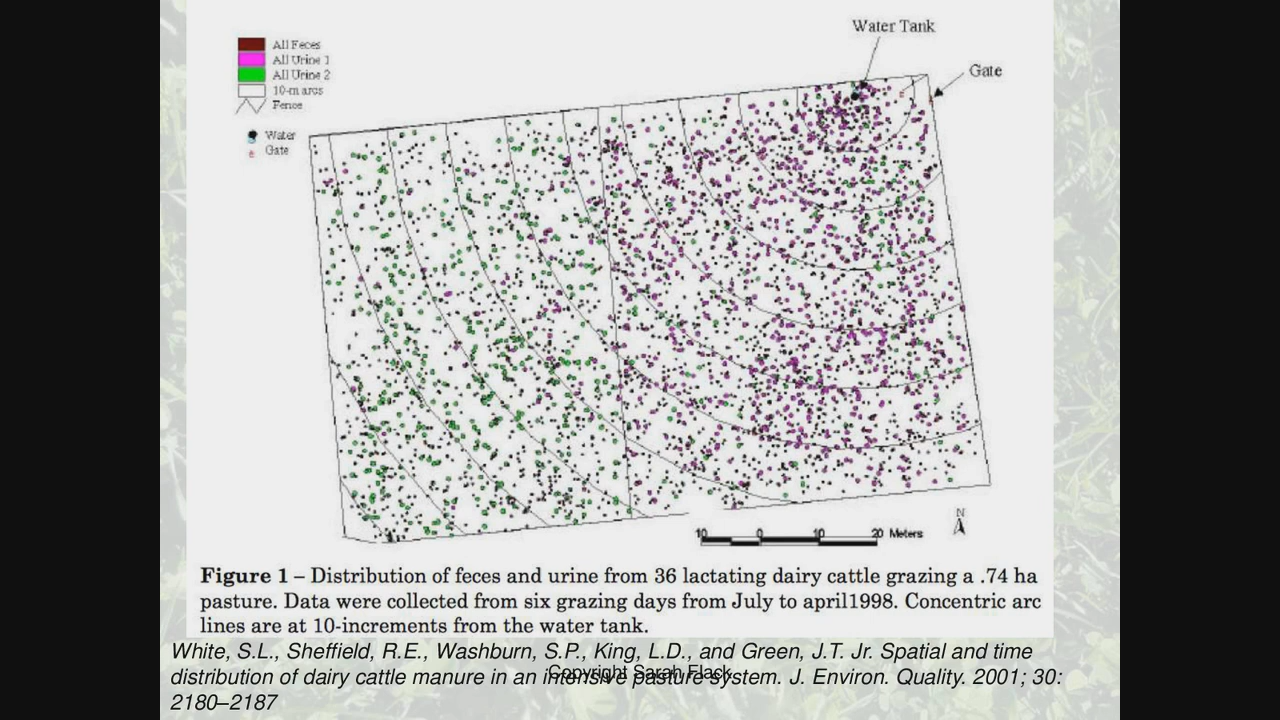 Water Tank
Gate
All Feces
All Urine 1
All Urine 2
10-m arcs
Fence
Water
Gate
N
10 0 10 20 Meters
Figure 1 – Distribution of feces and urine from 36 lactating dairy cattle grazing a .74 ha
pasture. Data were collected from six grazing days from July to april1998. Concentric arc
lines are at 10-increments from the water tank.
White, S.L., Sheffield, R.E., Washburn, S.P., King, L.D., and Green, J.T. Jr. Spatial and time
distribution of dairy cattle manure in an intensive pasture system. J. Environ. Quality. 2001; 30:
2180–2187
Copyright Sarah Flack